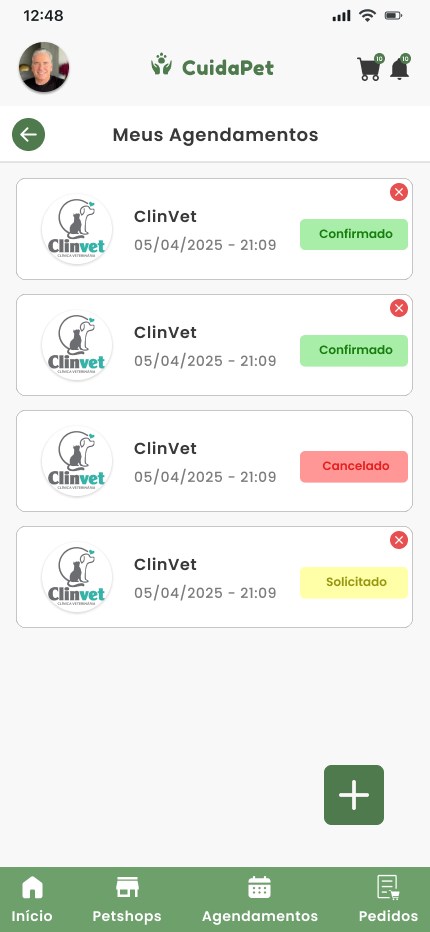 12:48
CuidaPet
10
10
Meus Agendamentos
ClinVet
05/04/2025 - 21:09
Confirmado
Clinvet
CLÍNICA VETERINÁRIA
ClinVet
05/04/2025 - 21:09
Confirmado
Clinvet
CLÍNICA VETERINÁRIA
ClinVet
05/04/2025 - 21:09
Cancelado
Clinvet
CLÍNICA VETERINÁRIA
ClinVet
05/04/2025 - 21:09
Solicitado
Clinvet
CLÍNICA VETERINÁRIA
Início
Petshops
Agendamentos
Pedidos